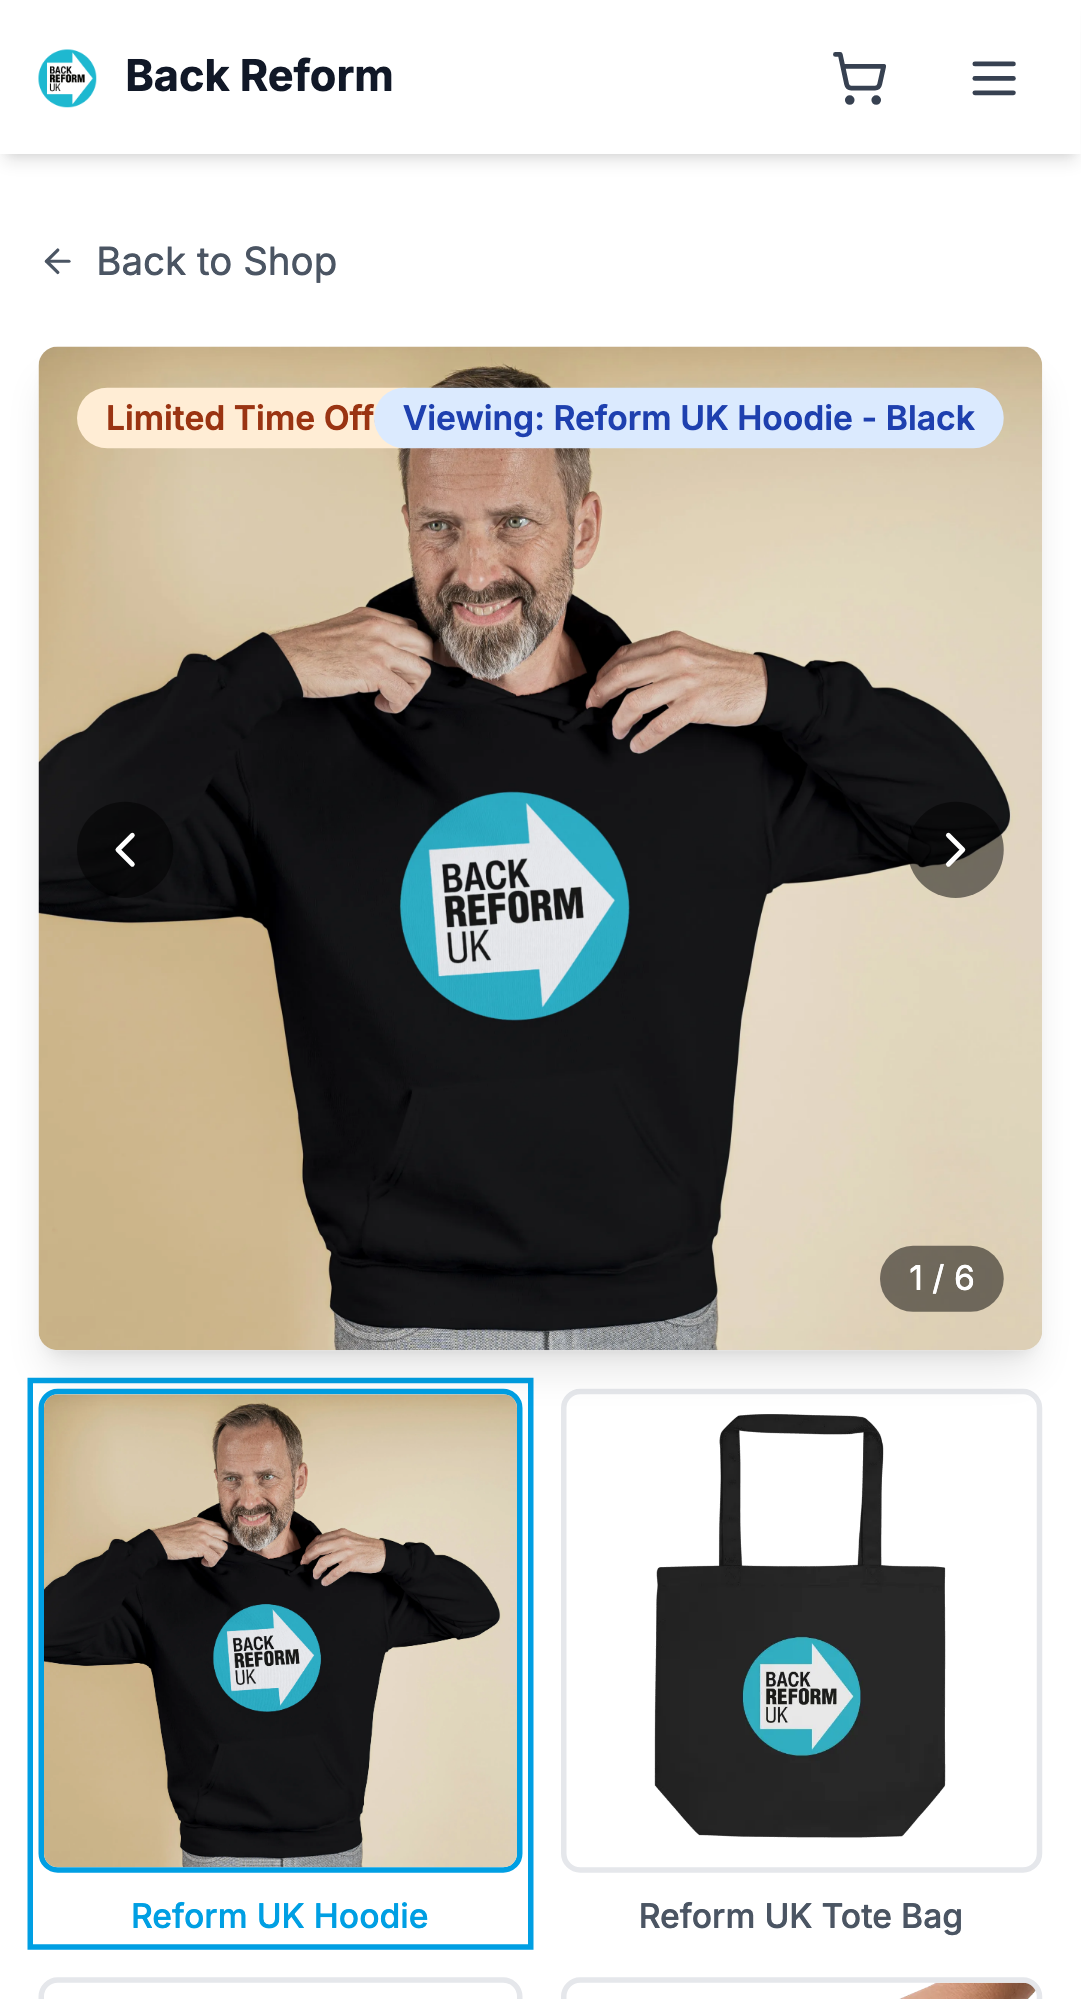 BACK
REFORM
UK
Back Reform
Back to Shop
Limited Time Off
Viewing: Reform UK Hoodie - Black
BACK
REFORM
UK
1 / 6
BACK
REFORM
UK
BACK
REFORM
UK
Reform UK Hoodie
Reform UK Tote Bag